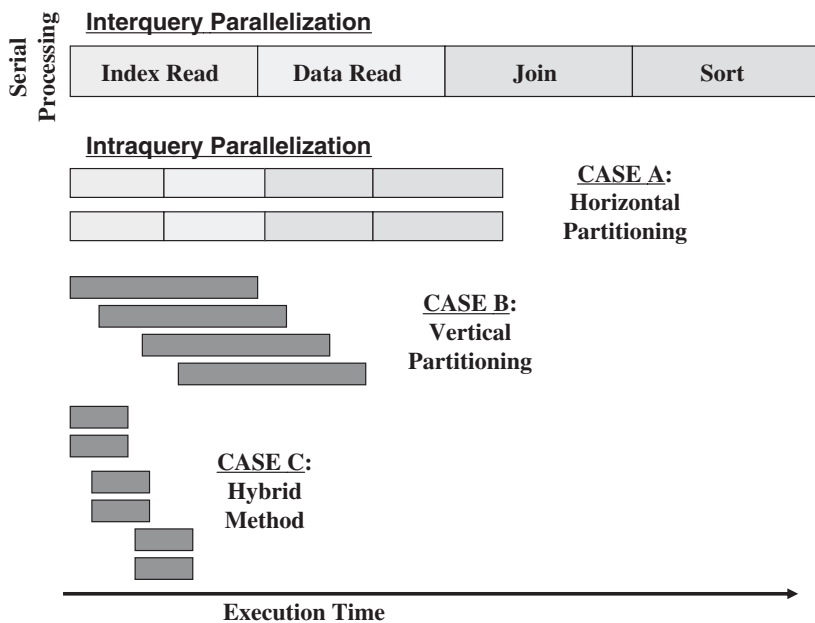 Interquery Parallelization
Serial
Processing
Index Read
Data Read
Join
Sort
Intraquery Parallelization
CASE A:
Horizontal
Partitioning
CASE B:
Vertical
Partitioning
CASE C:
Hybrid
Method
Execution Time